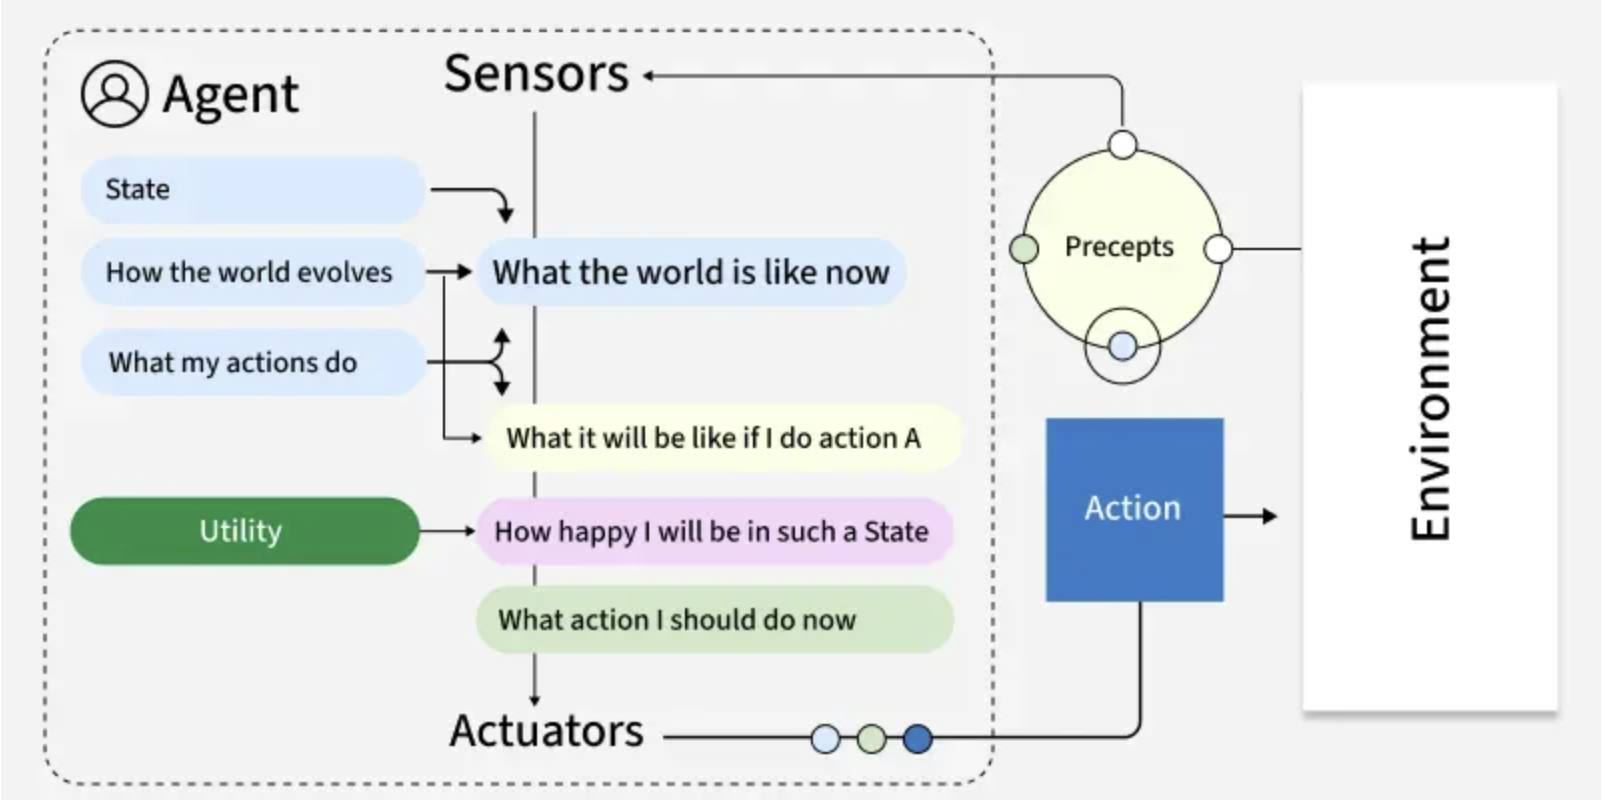 Agent
Sensors
State
How the world evolves
What the world is like now
What my actions do
What it will be like if I do action A
Utility
How happy I will be in such a State
What action I should do now
Actuators
Precepts
Action
Environment